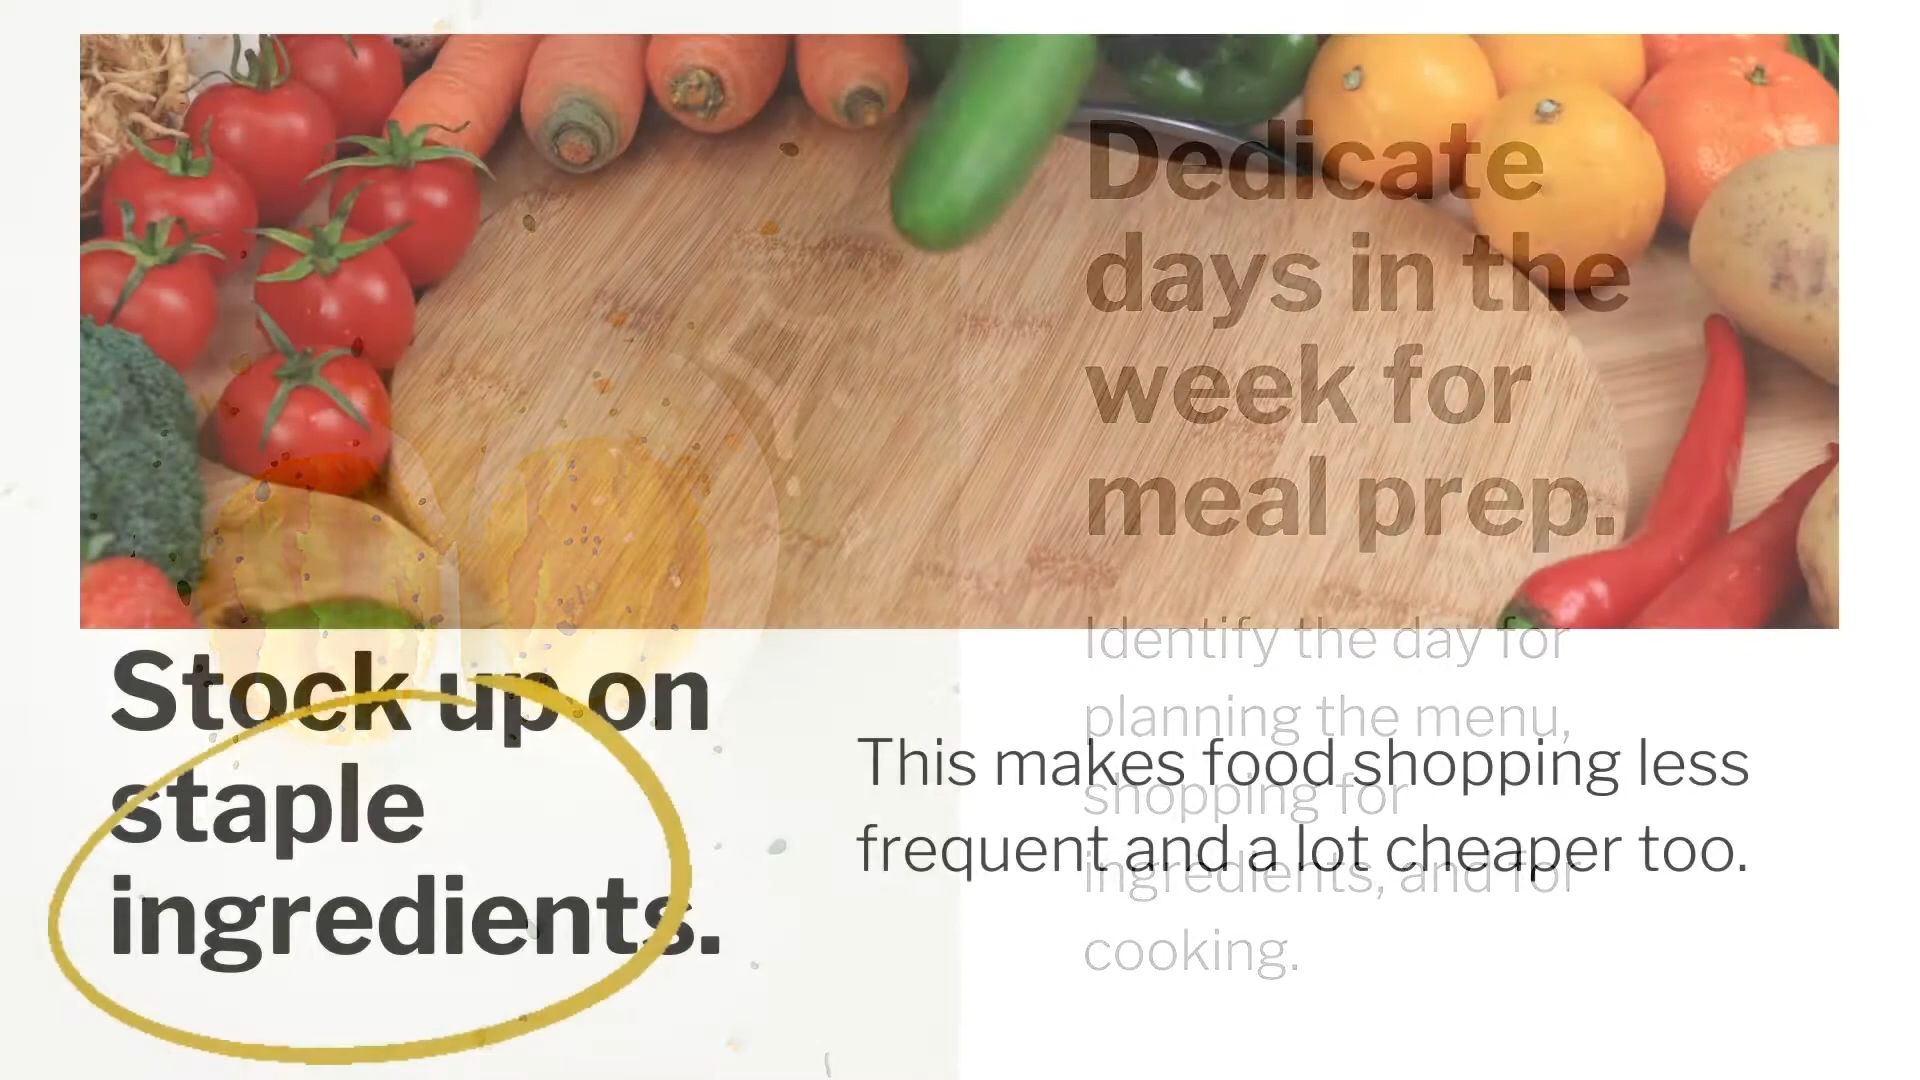 Dedicate
days in the
week for
meal prep.
Identify the day for
planning the menu,
shopping for
ingredients, and for
cooking.
Stock up on
staple
ingredients.
This makes food shopping less
frequent and a lot cheaper too.